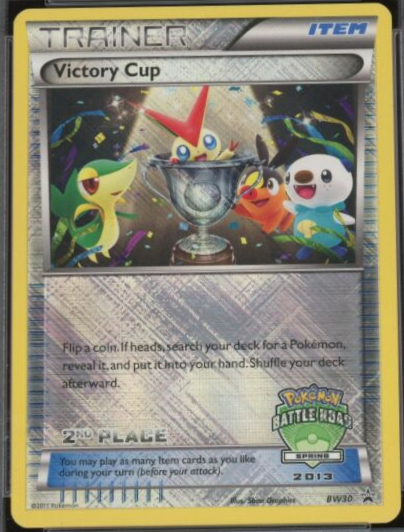 TRAINER
ITEM
Victory Cup
Flip a coin. If heads, search your deck for a Pokémon,
reveal it, and put it into your hand. Shuffle your deck
afterward.
2ND PLACE
Pokémon
BATTLE ROAD
SPRING
2013
You may play as many Item cards as you like
during your turn (before your attack).
©2011 Pokémon
Illus. Sbee Graphics
BW30